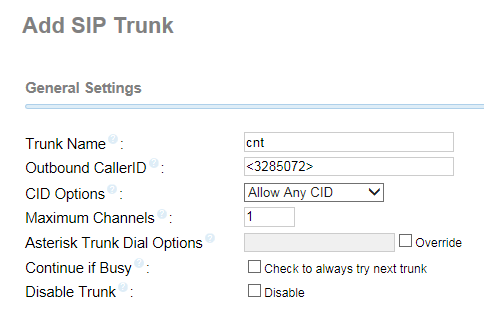 Add SIP Trunk
General Settings
Trunk Name? : cnt
Outbound CallerID? : <3285072>
CID Options? : Allow Any CID
Maximum Channels? : 1
Asterisk Trunk Dial Options? Override
Continue if Busy? : Check to always try next trunk
Disable Trunk? : Disable